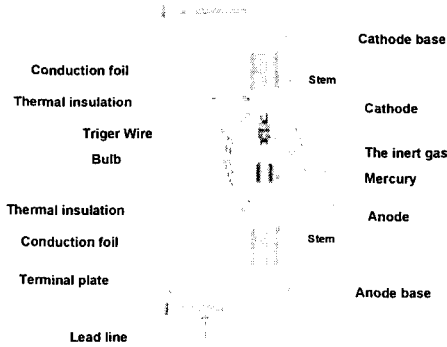 Cathode base
Conduction foil
Stem
Thermal insulation
Cathode
Triger Wire
The inert gas
Bulb
Mercury
Thermal insulation
Anode
Conduction foil
Stem
Terminal plate
Anode base
Lead line